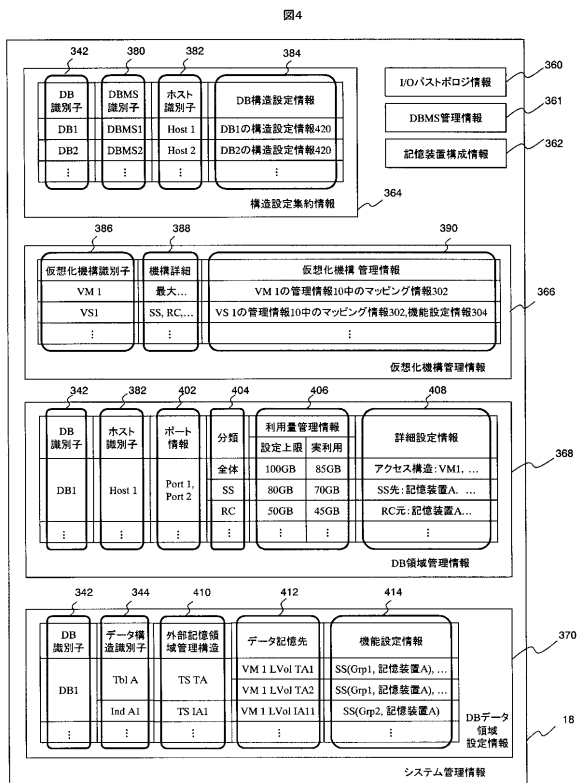 図4
342 380 382 384
DB 識別子 DBMS 識別子 ホスト 識別子 DB構造設定情報
DB1 DBMS1 Host 1 DB1の構造設定情報420
DB2 DBMS2 Host 2 DB2の構造設定情報420
⋮ ⋮ ⋮ ⋮
構造設定集約情報
364
I/Oパストポロジ情報 360
DBMS管理情報 361
記憶装置構成情報 362
386 388 390
仮想化機構識別子 機構詳細 仮想化機構 管理情報
VM 1 最大… VM 1の管理情報10中のマッピング情報302
VS1 SS, RC,… VS 1の管理情報10中のマッピング情報302,機能設定情報304
⋮ ⋮ ⋮
仮想化機構管理情報
366
342 382 402 404 406 408
DB 識別子 ホスト 識別子 ポート 情報 分類 利用量管理情報 詳細設定情報
設定上限 実利用
DB1 Host 1 Port 1, Port 2
全体 100GB 85GB アクセス構造:VM1, …
SS 80GB 70GB SS先:記憶装置A. …
RC 50GB 45GB RC元:記憶装置A…
⋮ ⋮ ⋮ ⋮ ⋮ ⋮ ⋮
DB領域管理情報
368
342 344 410 412 414
DB 識別子 データ構 造識別子 外部記憶領 域管理構造 データ記憶先 機能設定情報
DB1 Tbl A TS TA VM 1 LVol TA1 SS(Grp1, 記憶装置A), …
VM 1 LVol TA2 SS(Grp1, 記憶装置A), …
Ind A1 TS IA1 VM 1 LVol IA11 SS(Grp2, 記憶装置A)
⋮ ⋮ ⋮ ⋮ ⋮
DBデータ
領域
設定情報
370
システム管理情報
18